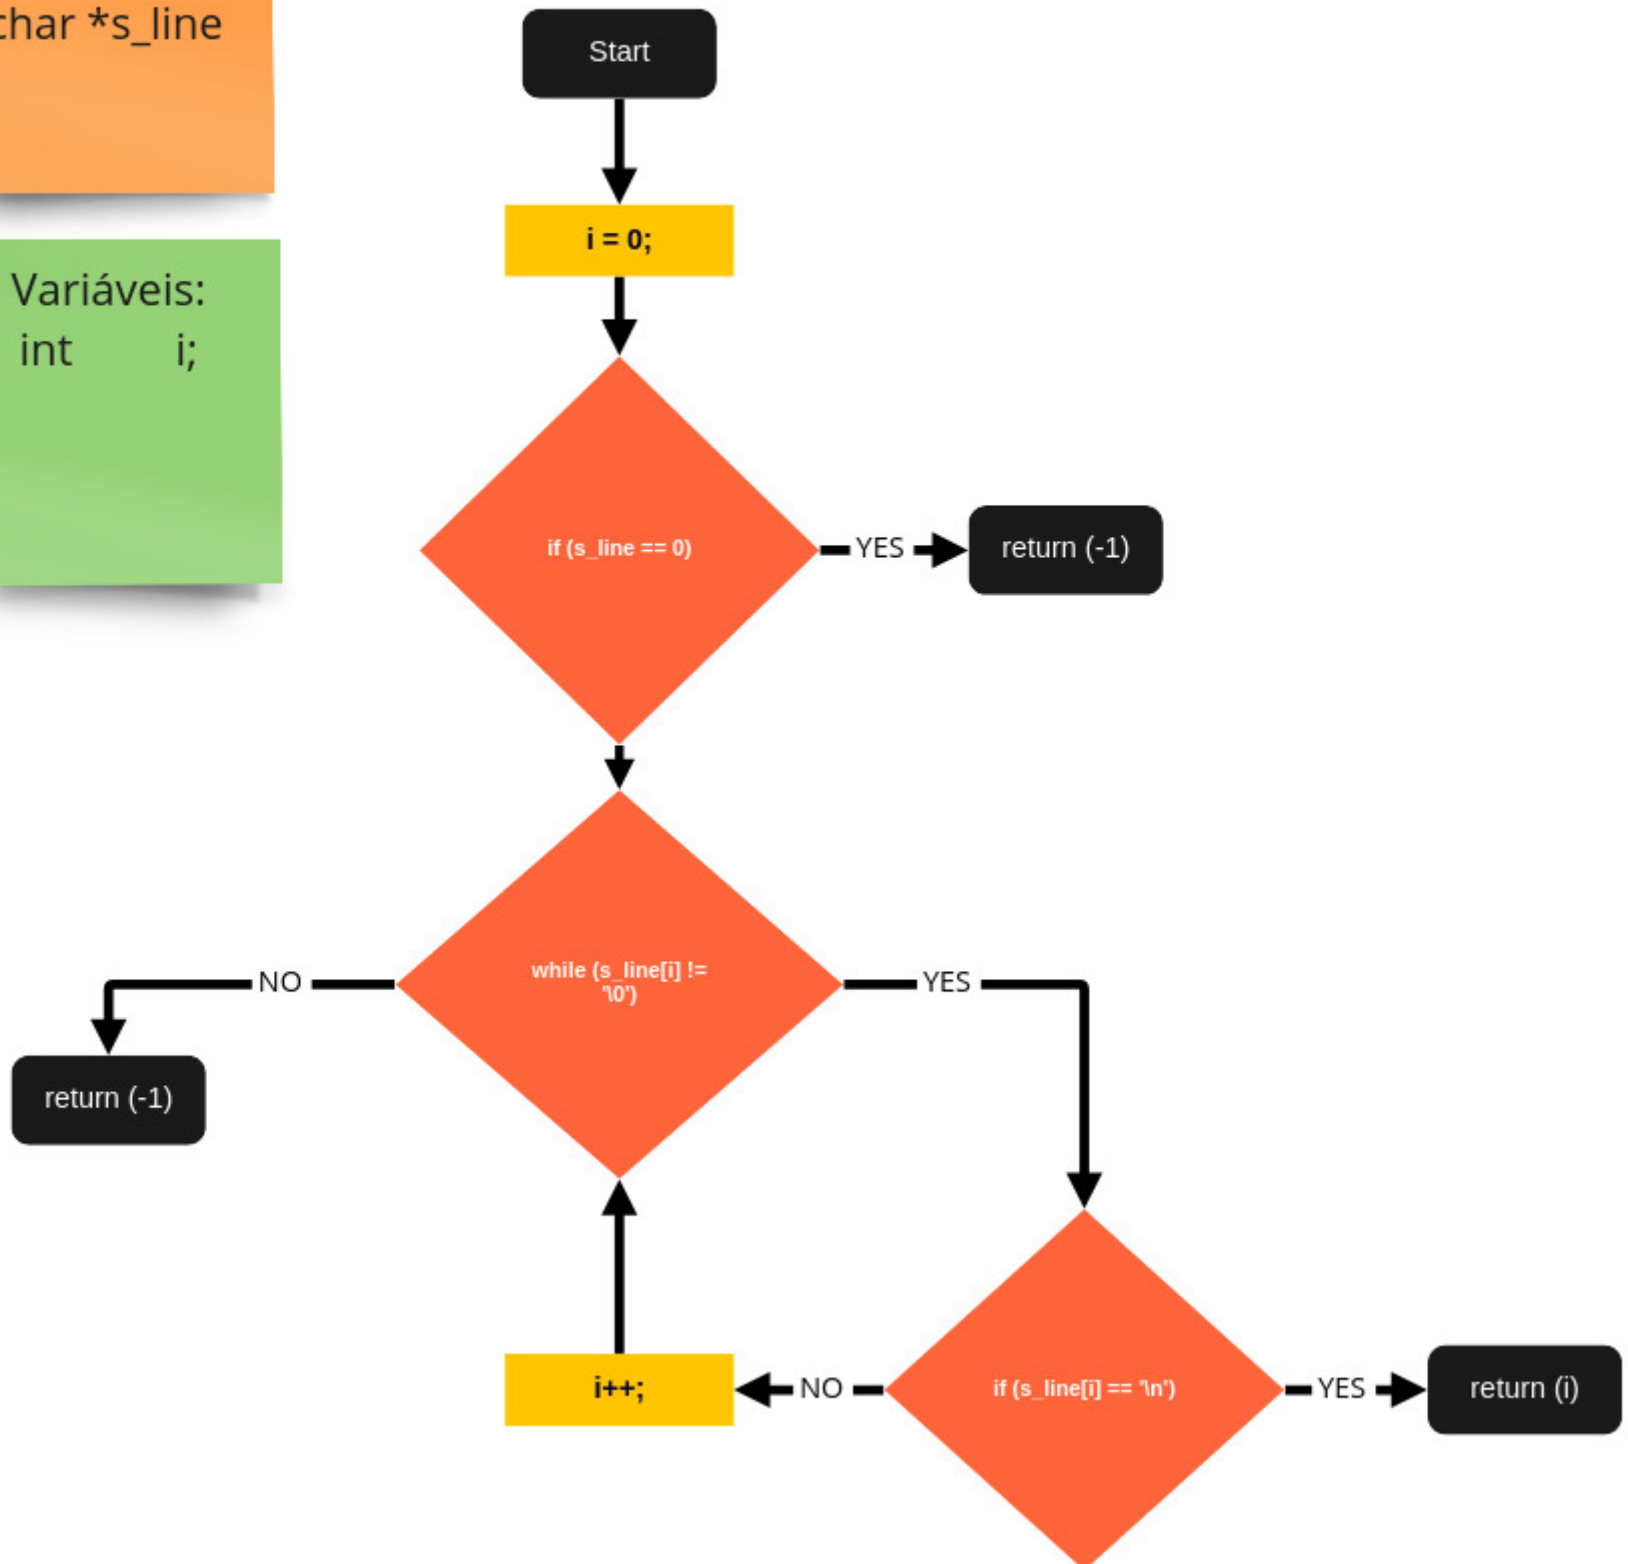 *s_line
Start
i = 0;
Variáveis:
int i;
if (s_line == 0)
YES
return (-1)
while (s_line[i] !=
'\0')
NO
YES
return (-1)
i++;
NO
if (s_line[i] == '\n')
YES
return (i)